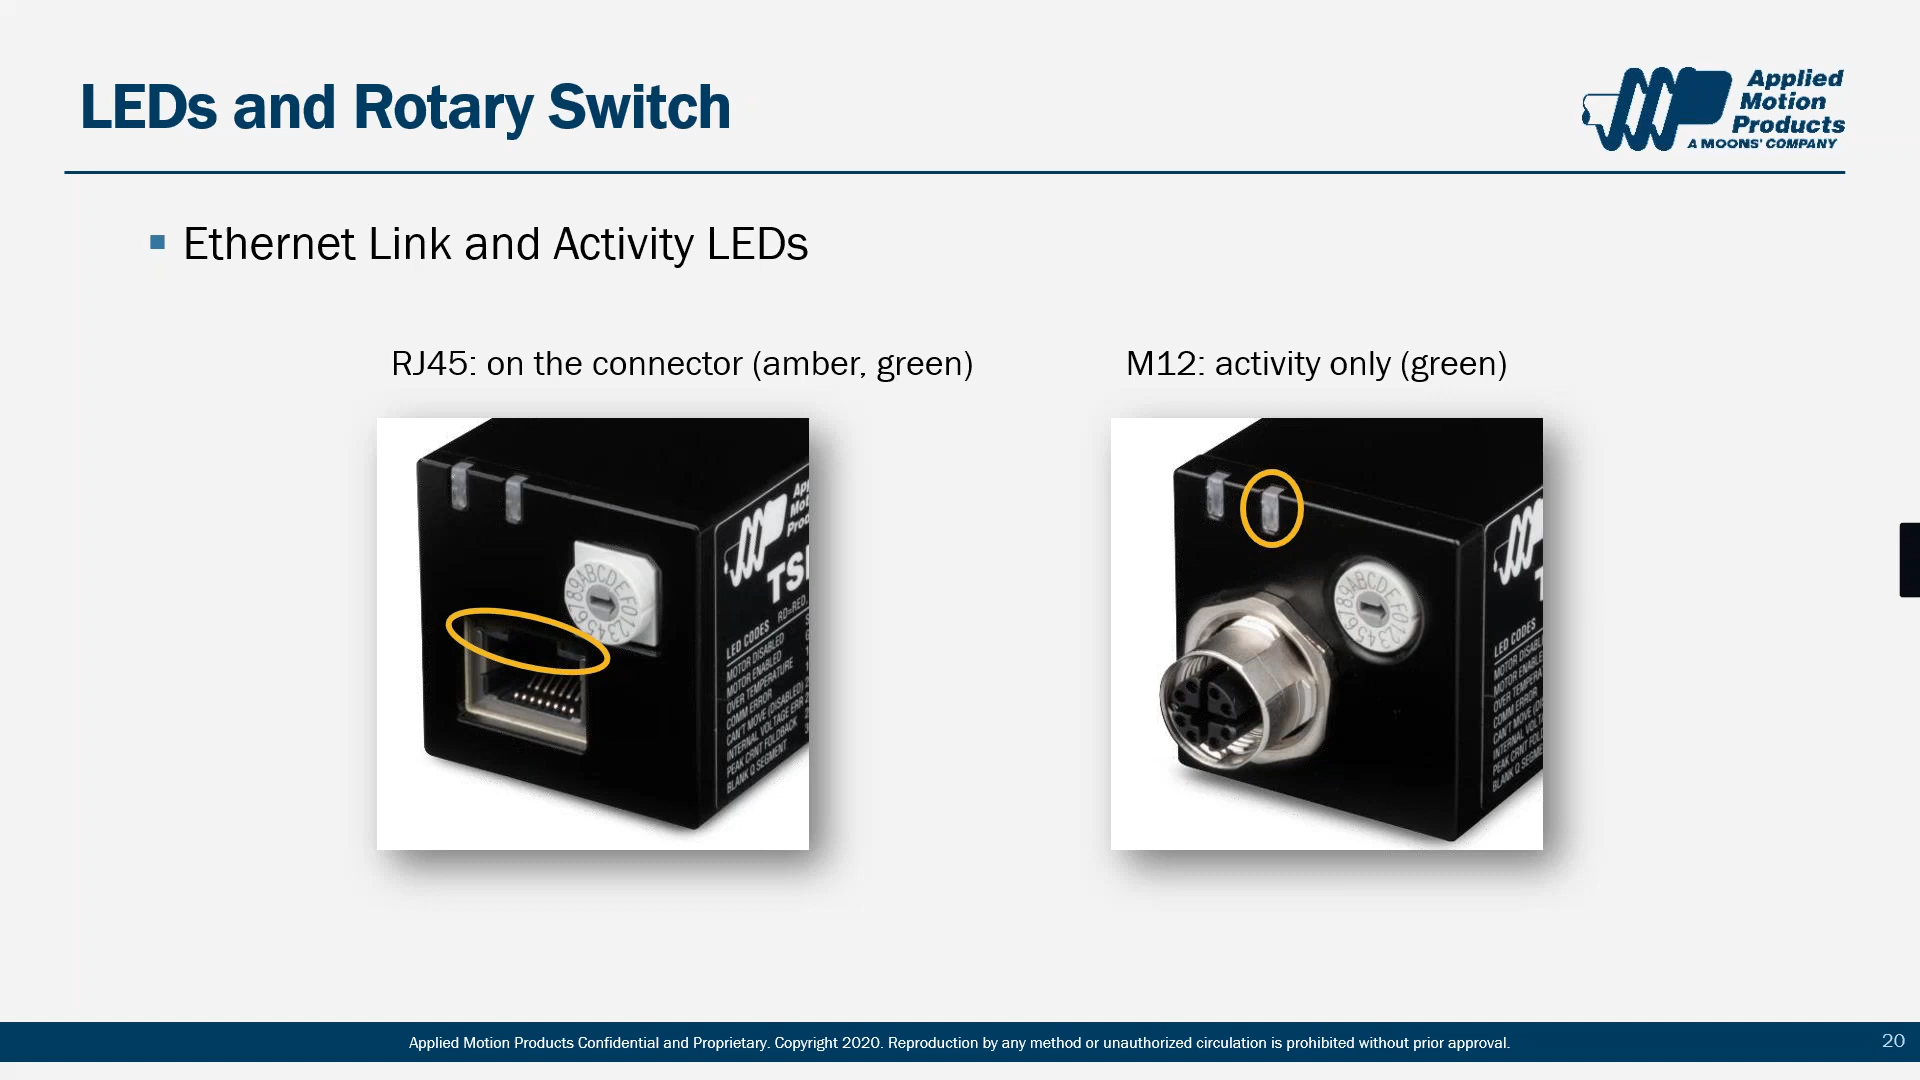 LEDs and Rotary Switch
Applied
Motion
Products
A MOONS' COMPANY
Ethernet Link and Activity LEDs
RJ45: on the connector (amber, green)
M12: activity only (green)
LED CODES
MOTOR DISABLED
MOTOR ENABLED
OVER TEMPERATURE
COMM ERROR
CAN'T MOVE (DISABLED)
INTERNAL VOLTAGE ERR
PEAK CRNT FOLDBACK
BLANK Q SEGMENT
LED CODES
Applied Motion Products Confidential and Proprietary. Copyright 2020. Reproduction by any method or unauthorized circulation is prohibited without prior approval.
20